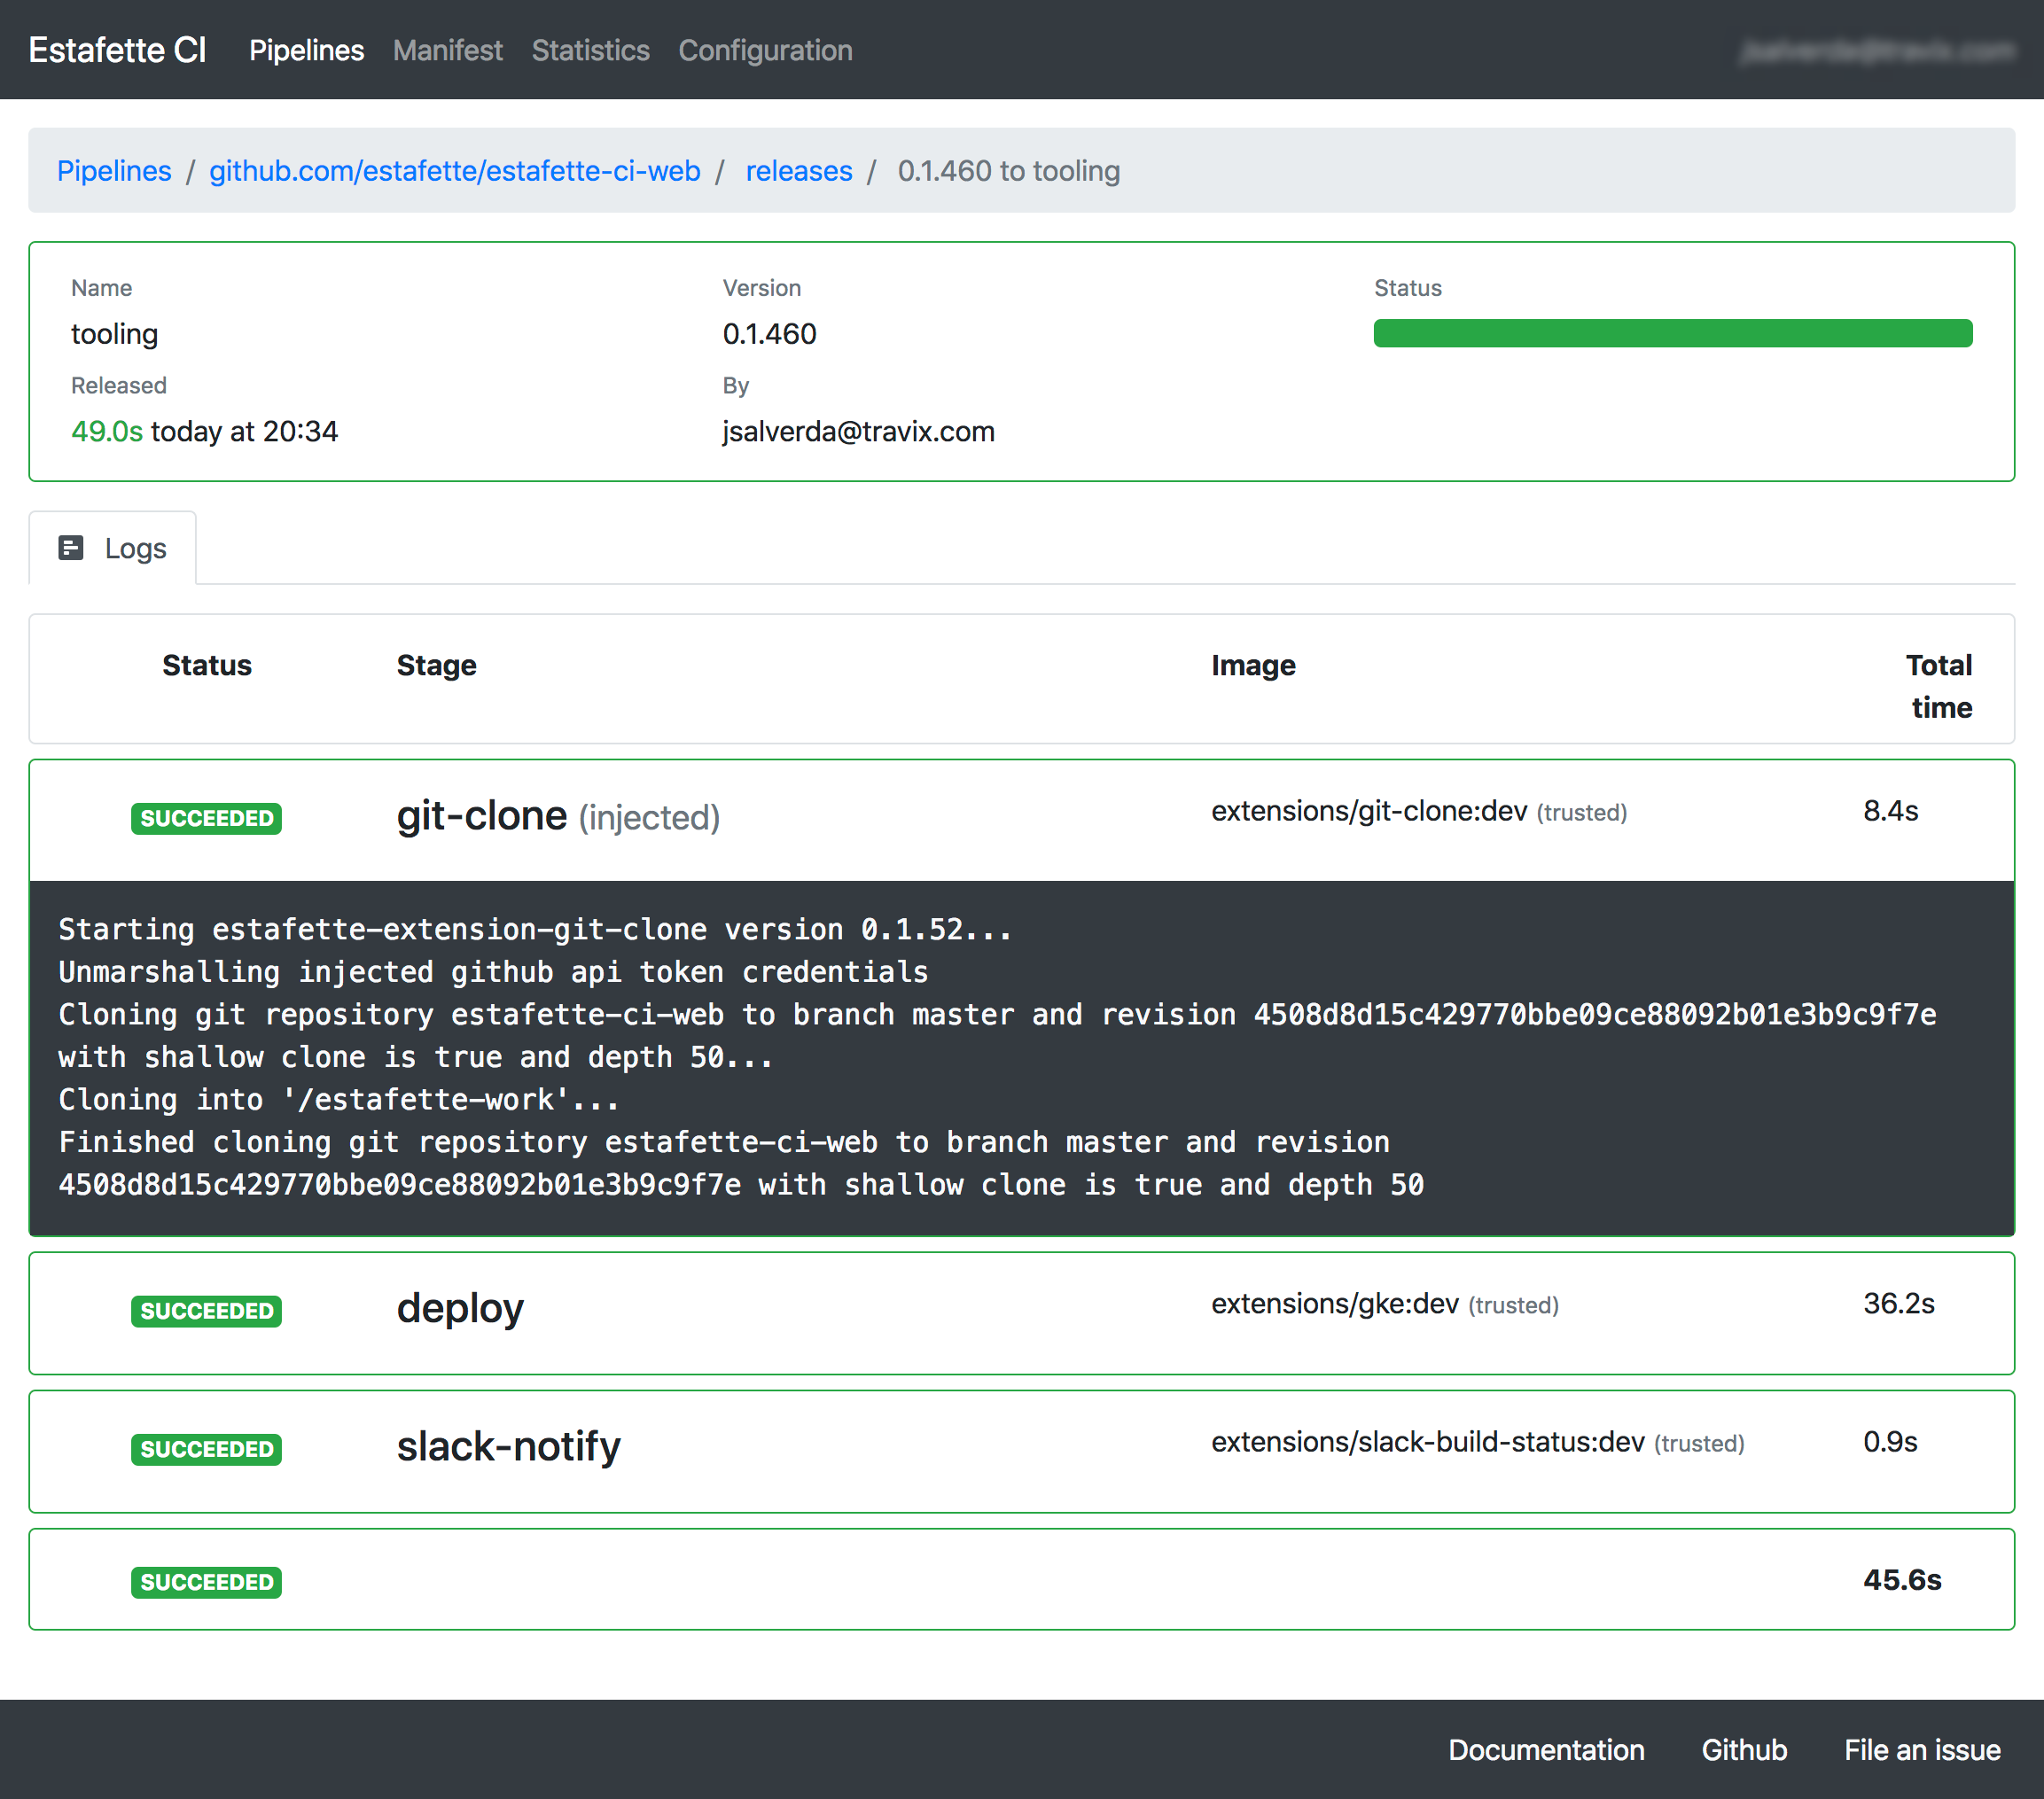 Estafette CI Pipelines Manifest Statistics Configuration
Pipelines / github.com/estafette/estafette-ci-web / releases / 0.1.460 to tooling
Name Version Status
tooling 0.1.460
Released By
49.0s today at 20:34 jsalverda@travix.com
Logs
Status Stage Image Total time
SUCCEEDED git-clone (injected) extensions/git-clone:dev (trusted) 8.4s
Starting estafette-extension-git-clone version 0.1.52...
Unmarshalling injected github api token credentials
Cloning git repository estafette-ci-web to branch master and revision 4508d8d15c429770bbe09ce88092b01e3b9c9f7e
with shallow clone is true and depth 50...
Cloning into '/estafette-work'...
Finished cloning git repository estafette-ci-web to branch master and revision
4508d8d15c429770bbe09ce88092b01e3b9c9f7e with shallow clone is true and depth 50
SUCCEEDED deploy extensions/gke:dev (trusted) 36.2s
SUCCEEDED slack-notify extensions/slack-build-status:dev (trusted) 0.9s
SUCCEEDED 45.6s
Documentation Github File an issue